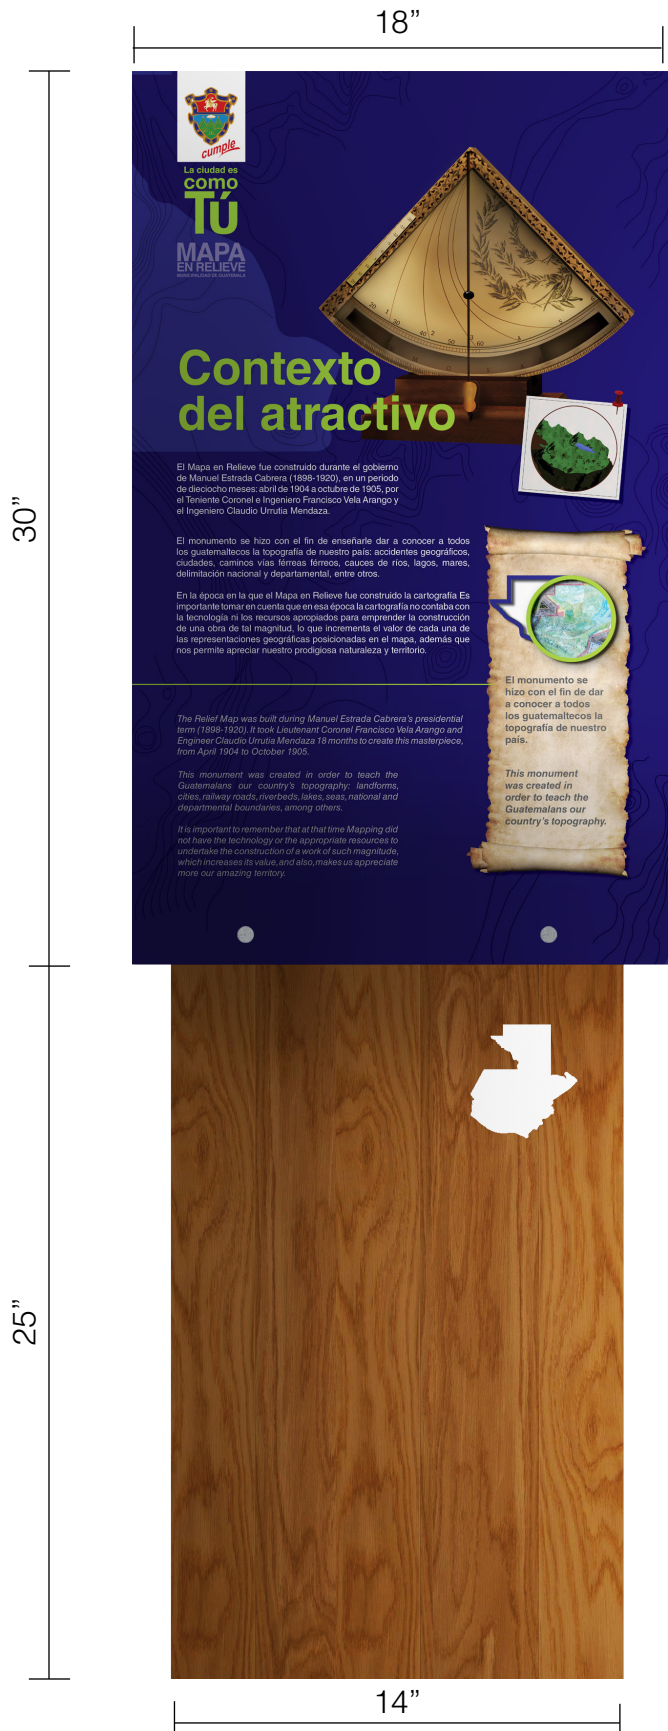 18”
cumple
La ciudad es
como
Tú
MAPA
EN RELIEVE
MUNICIPALIDAD DE GUATEMALA
Contexto
del atractivo
El Mapa en Relieve fue construido durante el gobierno
de Manuel Estrada Cabrera (1898-1920), en un periodo
de dieciocho meses: abril de 1904 a octubre de 1905, por
el Teniente Coronel e Ingeniero Francisco Vela Arango y
el Ingeniero Claudio Urrutia Mendaza.
30”
El monumento se hizo con el fin de enseñarle dar a conocer a todos
los guatemaltecos la topografía de nuestro país: accidentes geográficos,
ciudades, caminos vías férreas férreos, cauces de ríos, lagos, mares,
delimitación nacional y departamental, entre otros.
En la época en la que el Mapa en Relieve fue construido la cartografía Es
importante tomar en cuenta que en esa época la cartografía no contaba con
la tecnología ni los recursos apropiados para emprender la construcción
de una obra de tal magnitud, lo que incrementa el valor de cada una de
las representaciones geográficas posicionadas en el mapa, además que
nos permite apreciar nuestro prodigiosa naturaleza y territorio.
The Relief Map was built during Manuel Estrada Cabrera's presidential
term (1898-1920). It took Lieutenant Coronel Francisco Vela Arango and
Engineer Claudio Urrutia Mendaza 18 months to create this masterpiece,
from April 1904 to October 1905.
This monument was created in order to teach the
Guatemalans our country's topography: landforms,
cities, railway roads, riverbeds, lakes, seas, national and
departmental boundaries, among others.
It is important to remember that at that time Mapping did
not have the technology or the appropriate resources to
undertake the construction of a work of such magnitude,
which increases its value, and also, makes us appreciate
more our amazing territory.
El monumento se
hizo con el fin de dar
a conocer a todos
los guatemaltecos la
topografía de nuestro
país.
This monument
was created in
order to teach the
Guatemalans our
country's topography.
25”
14”